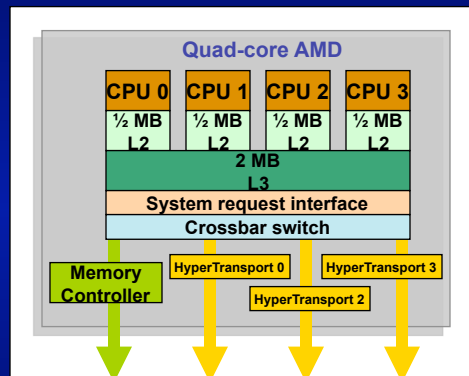 Quad-core AMD
CPU 0 CPU 1 CPU 2 CPU 3
½ MB ½ MB ½ MB ½ MB
L2 L2 L2 L2
2 MB
L3
System request interface
Crossbar switch
Memory
Controller
HyperTransport 0
HyperTransport 2
HyperTransport 3